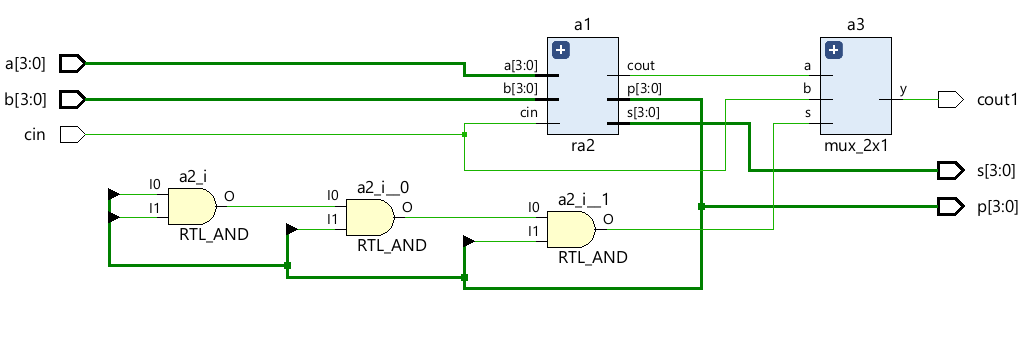 a1
a3
a[3:0]
a[3:0]
cout
a
b[3:0]
b[3:0]
p[3:0]
b
y
cout1
cin
cin
s[3:0]
s
ra2
mux_2x1
s[3:0]
a2_i
a2_i__0
a2_i__1
p[3:0]
I0
O
I1
RTL_AND
I0
O
I1
RTL_AND
I0
O
I1
RTL_AND